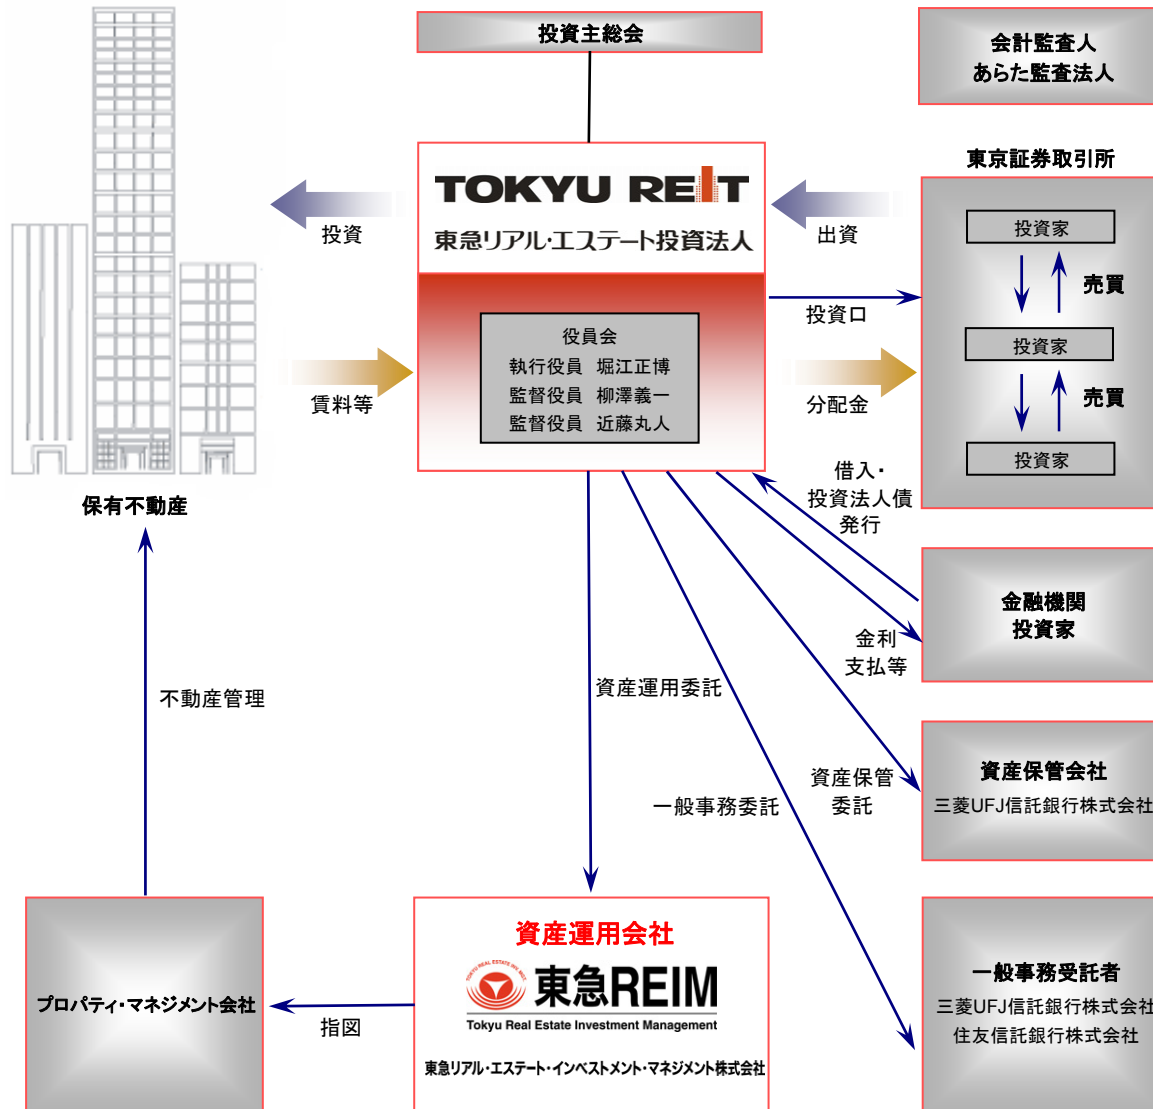 投資主総会
会計監査人
あらた監査法人
東京証券取引所
TOKYU REIT
東急リアル・エステート投資法人
投資
出資
投資家
売買
投資口
役員会
執行役員 堀江正博
監督役員 柳澤義一
監督役員 近藤丸人
投資家
賃料等
分配金
売買
投資家
保有不動産
借入・
投資法人債
発行
金融機関
投資家
金利
支払等
不動産管理
資産運用委託
資産保管会社
三菱UFJ信託銀行株式会社
資産保管
委託
一般事務委託
資産運用会社
TOKYU REAL ESTATE INV. MGT.
東急REIM
Tokyu Real Estate Investment Management
東急リアル・エステート・インベストメント・マネジメント株式会社
プロパティ・マネジメント会社
指図
一般事務受託者
三菱UFJ信託銀行株式会社
住友信託銀行株式会社